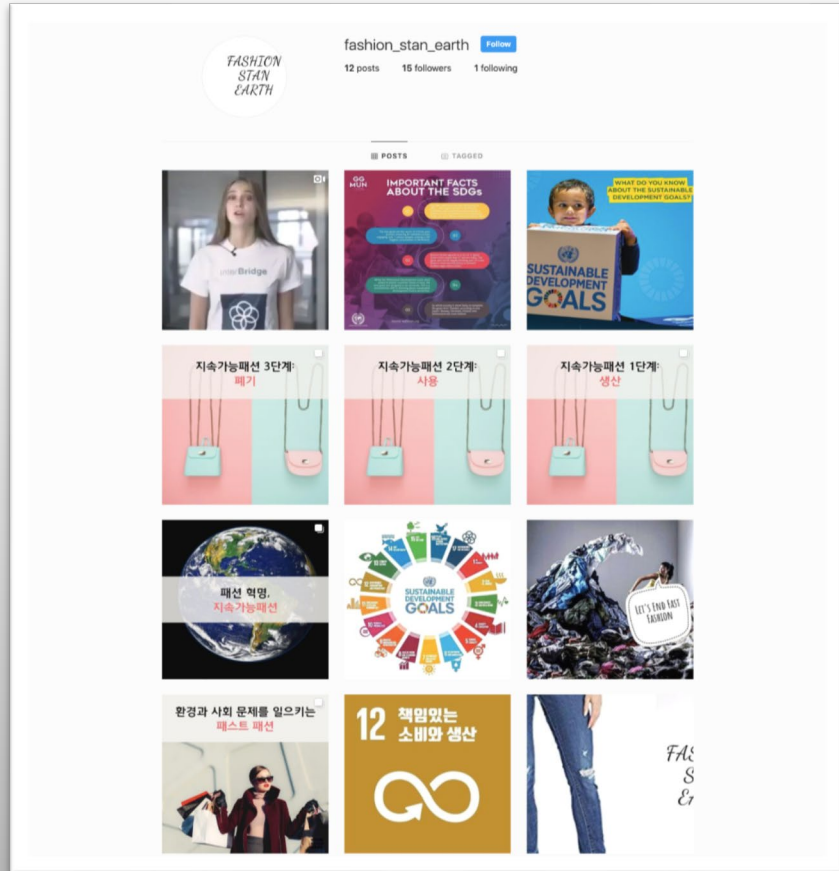 FASHION
STAN
EARTH
fashion_stan_earth
Follow
12 posts
15 followers
1 following
POSTS
TAGGED
InterBridge
GG
MUN
IMPORTANT FACTS
ABOUT THE SDGs
WHAT DO YOU KNOW
ABOUT THE SUSTAINABLE
DEVELOPMENT GOALS?
SUSTAINABLE
DEVELOPMENT
GOALS
지속가능패션 3단계:
폐기
지속가능패션 2단계:
사용
지속가능패션 1단계:
생산
패션 혁명,
지속가능패션
SUSTAINABLE
DEVELOPMENT
GOALS
LET'S END FAST
FASHION
환경과 사회 문제를 일으키는
패스트 패션
12 책임있는
소비와 생산
FAS
S
EA